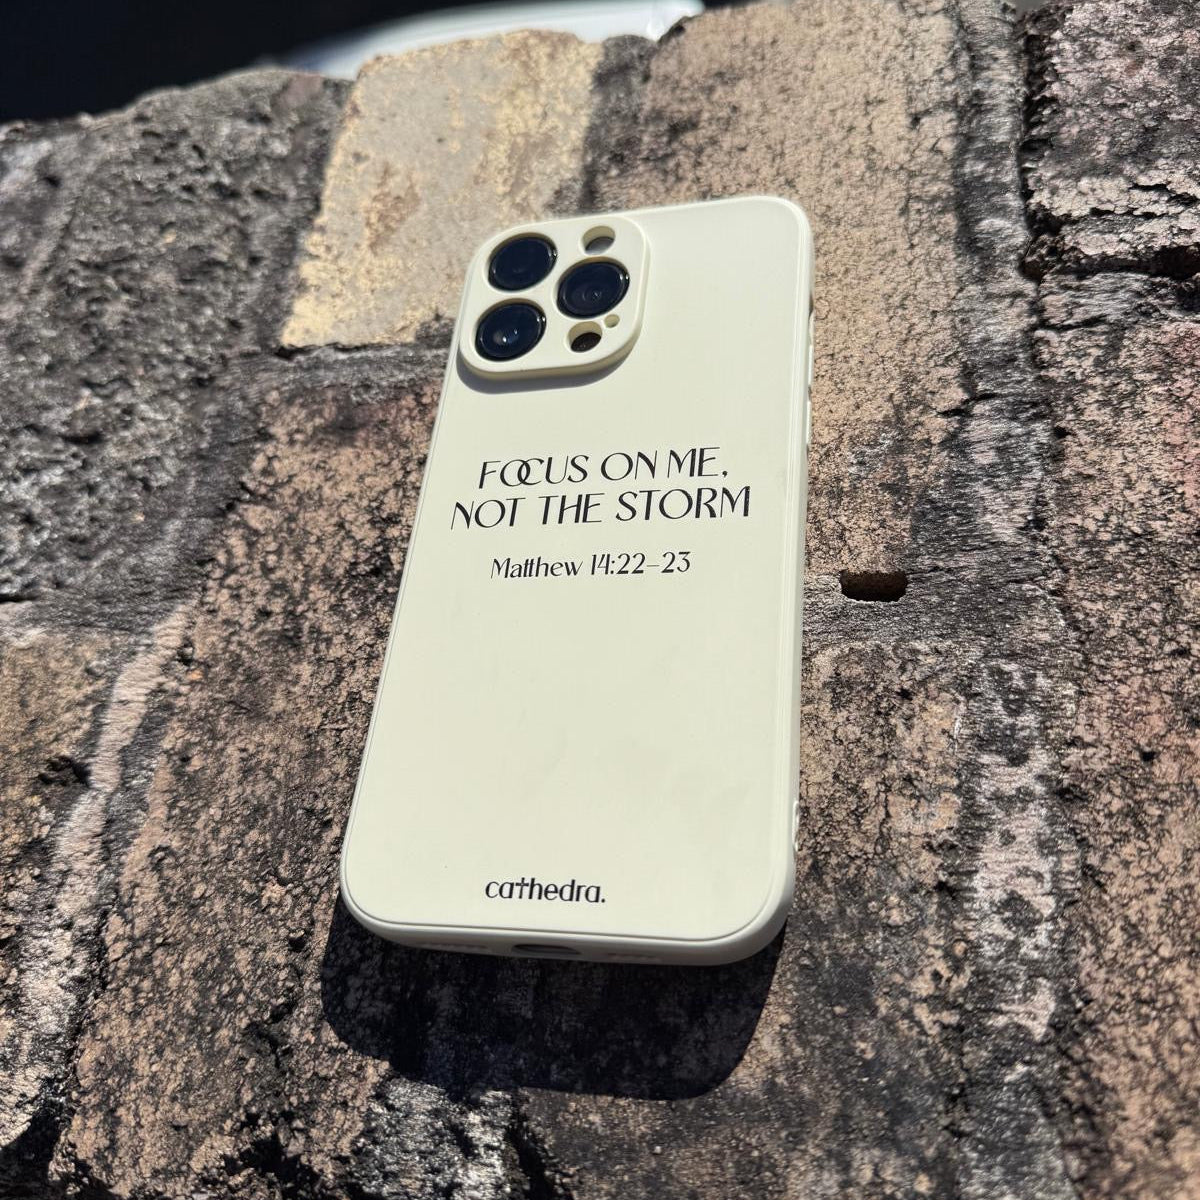 FOCUS ON ME,
NOT THE STORM
Matthew 14:22-23
cathedra.